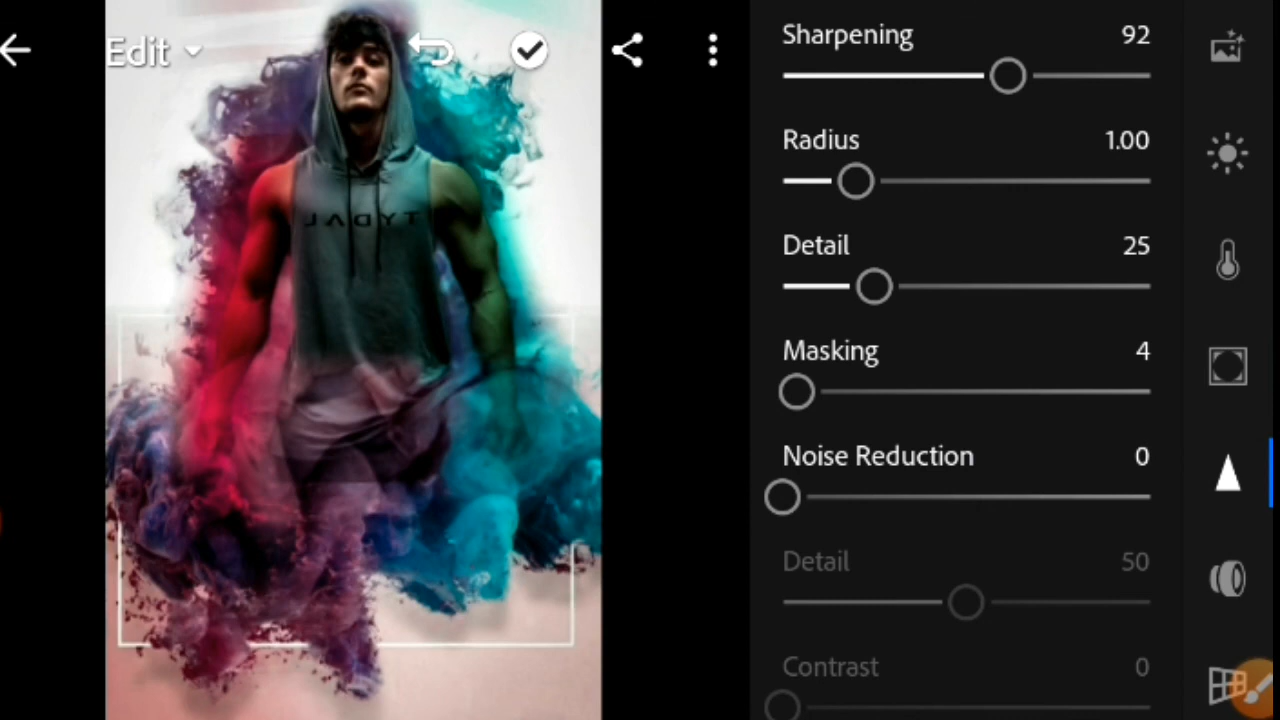 Edit
Sharpening 92
Radius 1.00
Detail 25
Masking 4
Noise Reduction 0
Detail 50
Contrast 0